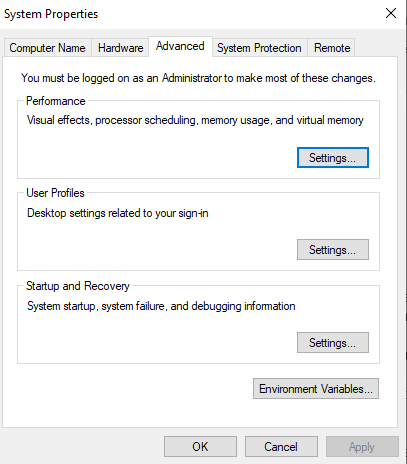 System Properties
Computer Name Hardware Advanced System Protection Remote
You must be logged on as an Administrator to make most of these changes.
Performance
Visual effects, processor scheduling, memory usage, and virtual memory
Settings...
User Profiles
Desktop settings related to your sign-in
Settings...
Startup and Recovery
System startup, system failure, and debugging information
Settings...
Environment Variables...
OK Cancel Apply